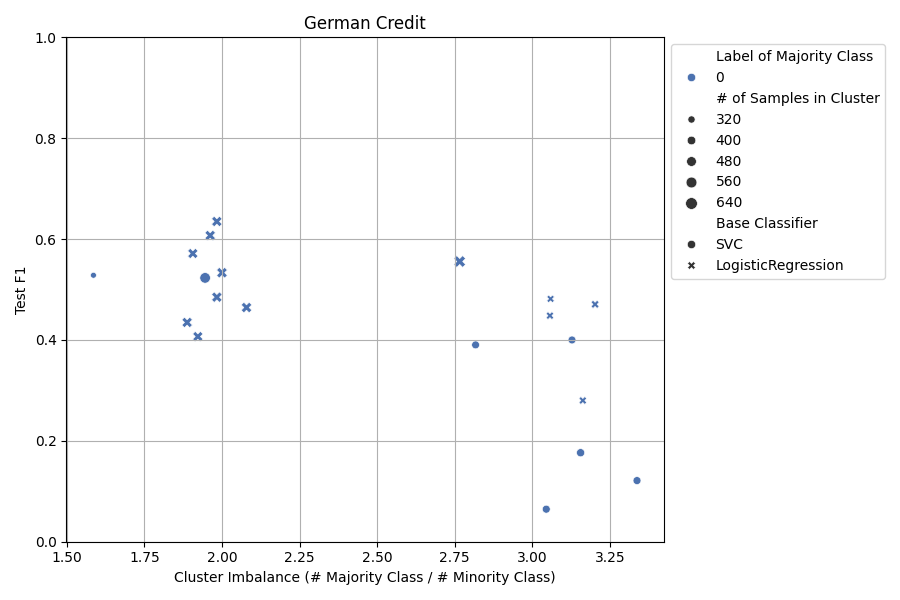 German Credit
1.0
0.8
0.6
0.4
0.2
0.0
Test F1
1.50
1.75
2.00
2.25
2.50
2.75
3.00
3.25
Cluster Imbalance (# Majority Class / # Minority Class)
Label of Majority Class
0
# of Samples in Cluster
320
400
480
560
640
Base Classifier
SVC
LogisticRegression